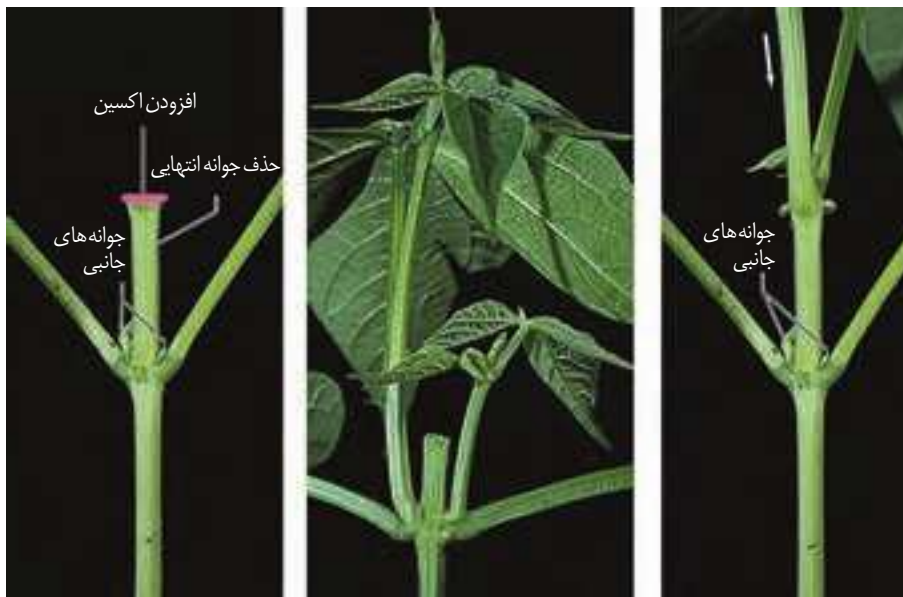 افزودن اکسین
حذف جوانه انتهایی
جوانه‌های
جانبی
جوانه‌های
جانبی